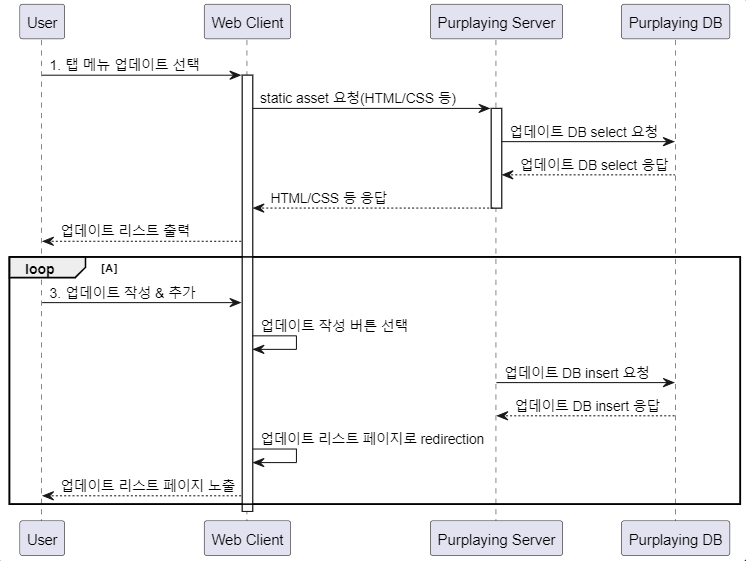 User
Web Client
Purplaying Server
Purplaying DB
1. 탭 메뉴 업데이트 선택
static asset 요청(HTML/CSS 등)
업데이트 DB select 요청
업데이트 DB select 응답
HTML/CSS 등 응답
업데이트 리스트 출력
loop
[A]
3. 업데이트 작성 & 추가
업데이트 작성 버튼 선택
업데이트 DB insert 요청
업데이트 DB insert 응답
업데이트 리스트 페이지로 redirection
업데이트 리스트 페이지 노출
User
Web Client
Purplaying Server
Purplaying DB